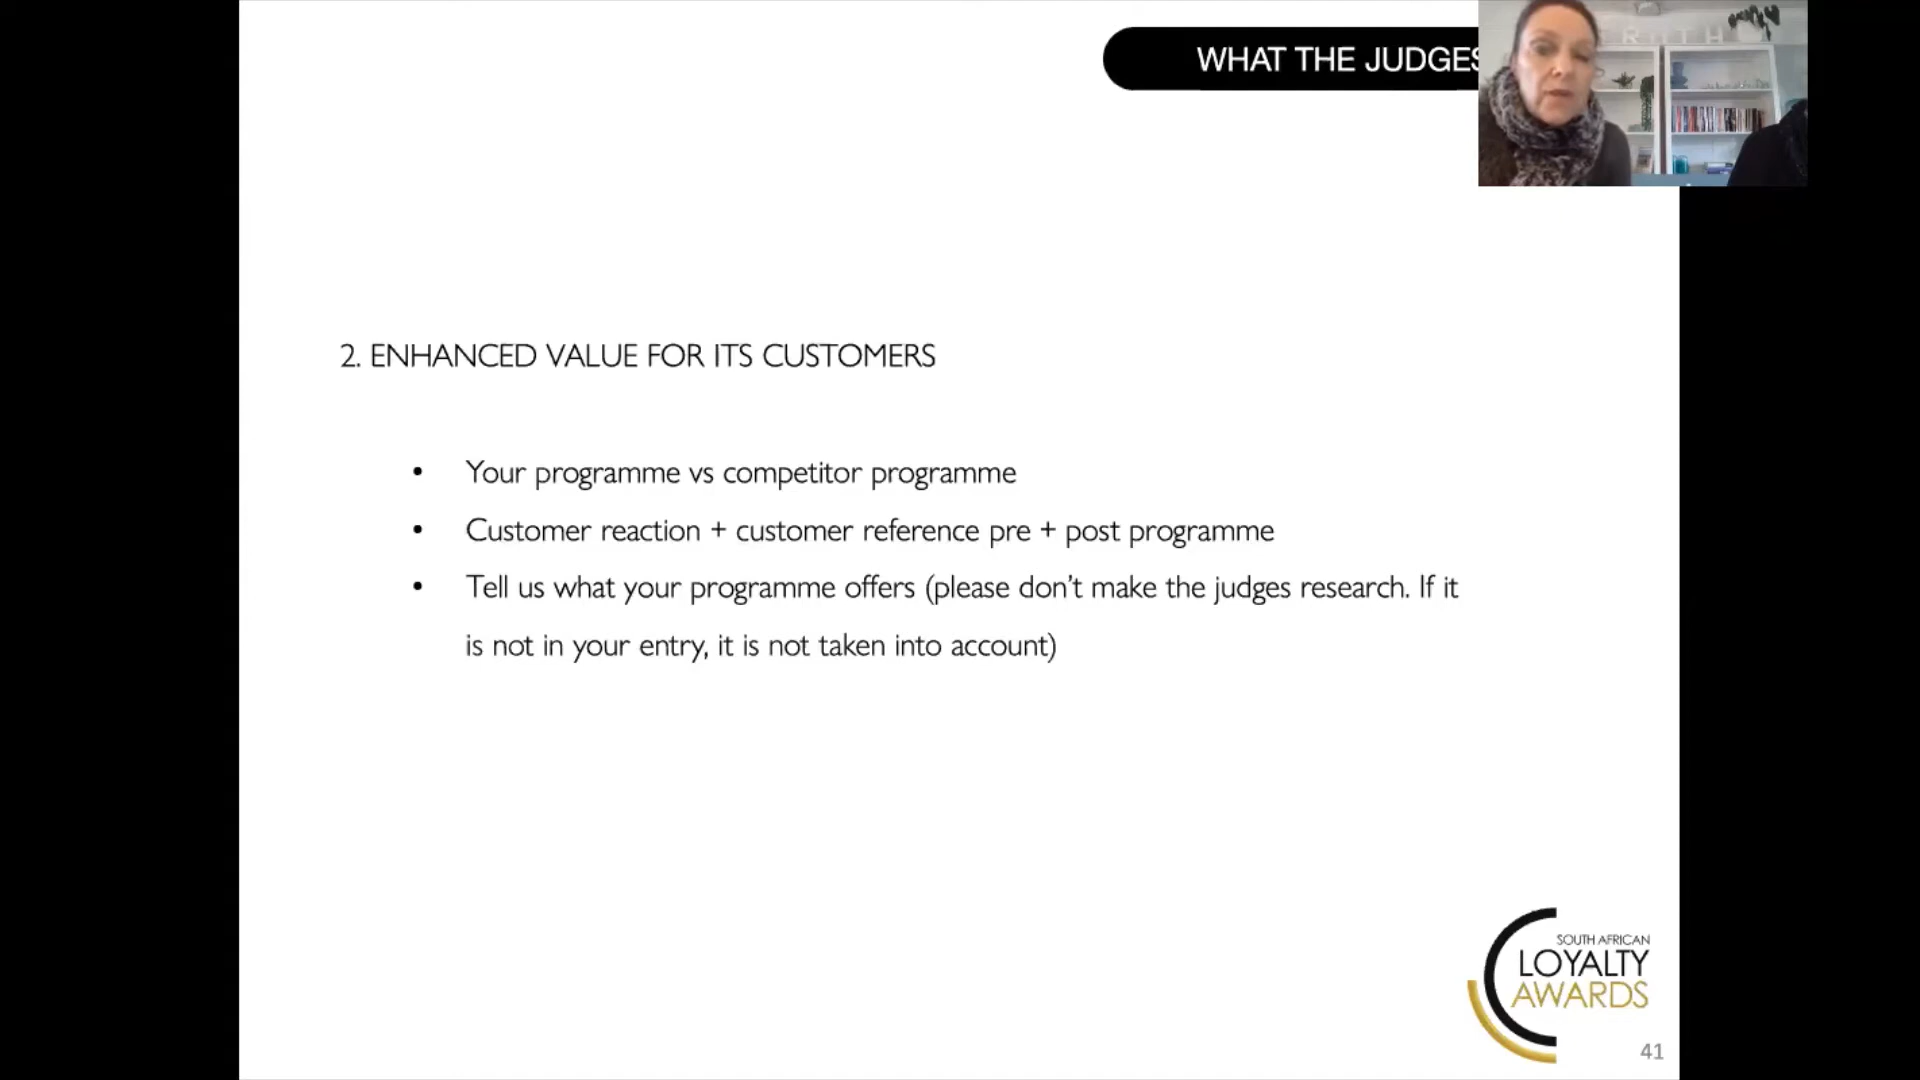 WHAT THE JUDGES
2. ENHANCED VALUE FOR ITS CUSTOMERS
• Your programme vs competitor programme
• Customer reaction + customer reference pre + post programme
• Tell us what your programme offers (please don't make the judges research. If it
is not in your entry, it is not taken into account)
SOUTH AFRICAN
LOYALTY
AWARDS
41